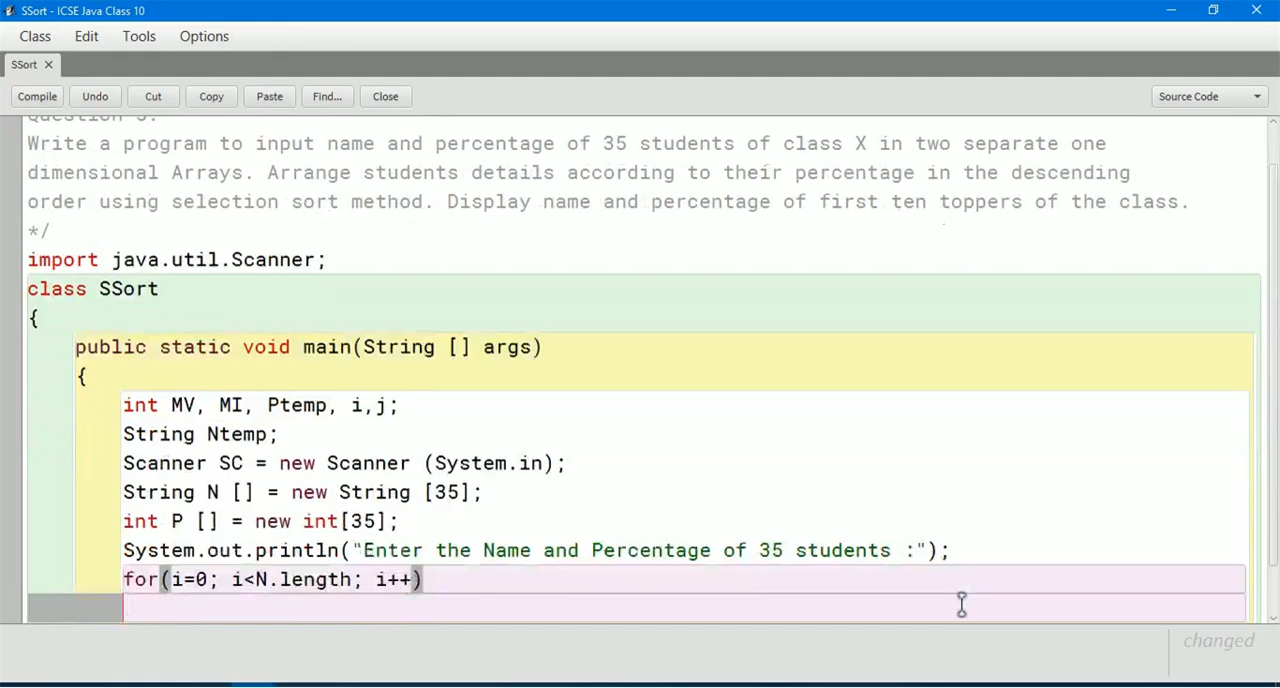 SSort - ICSE Java Class 10
Class Edit Tools Options
SSort ×
Compile Undo Cut Copy Paste Find... Close Source Code
Question 3:
Write a program to input name and percentage of 35 students of class X in two separate one
dimensional Arrays. Arrange students details according to their percentage in the descending
order using selection sort method. Display name and percentage of first ten toppers of the class.
*/
import java.util.Scanner;
class SSort
{
public static void main(String [] args)
{
int MV, MI, Ptemp, i,j;
String Ntemp;
Scanner SC = new Scanner (System.in);
String N [] = new String [35];
int P [] = new int[35];
System.out.println("Enter the Name and Percentage of 35 students :");
for(i=0; i<N.length; i++)
changed